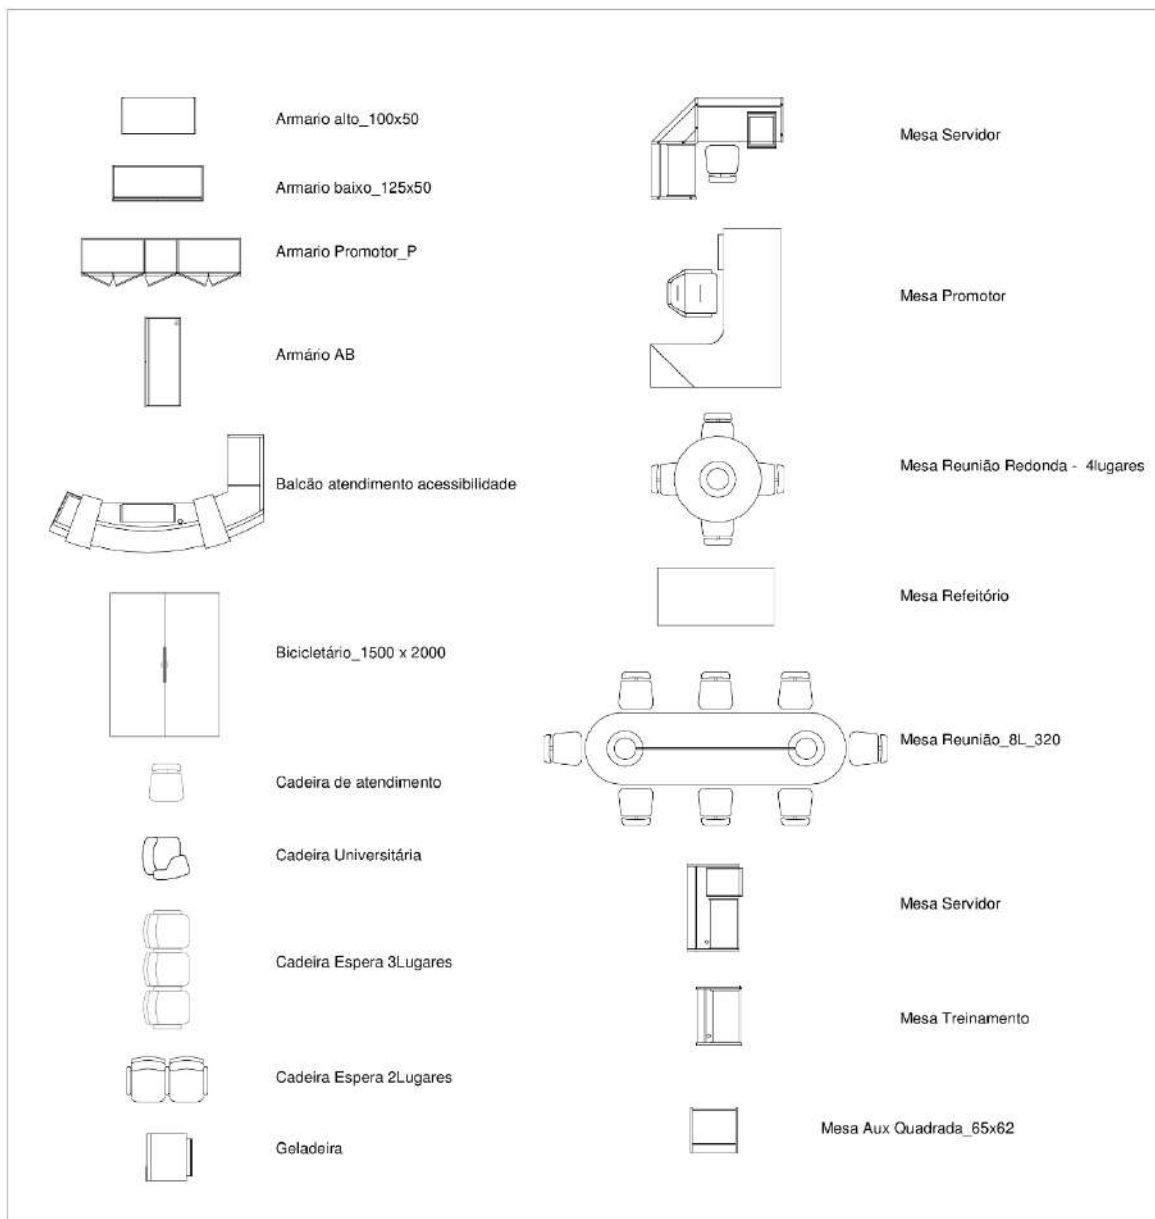 Armario alto_100x50
Armario baixo_125x50
Armario Promotor_P
Armário AB
Balcão atendimento acessibilidade
Bicicletário_1500 x 2000
Cadeira de atendimento
Cadeira Universitária
Cadeira Espera 3Lugares
Cadeira Espera 2Lugares
Geladeira
Mesa Servidor
Mesa Promotor
Mesa Reunião Redonda - 4lugares
Mesa Refeitório
Mesa Reunião_8L_320
Mesa Servidor
Mesa Treinamento
Mesa Aux Quadrada_65x62